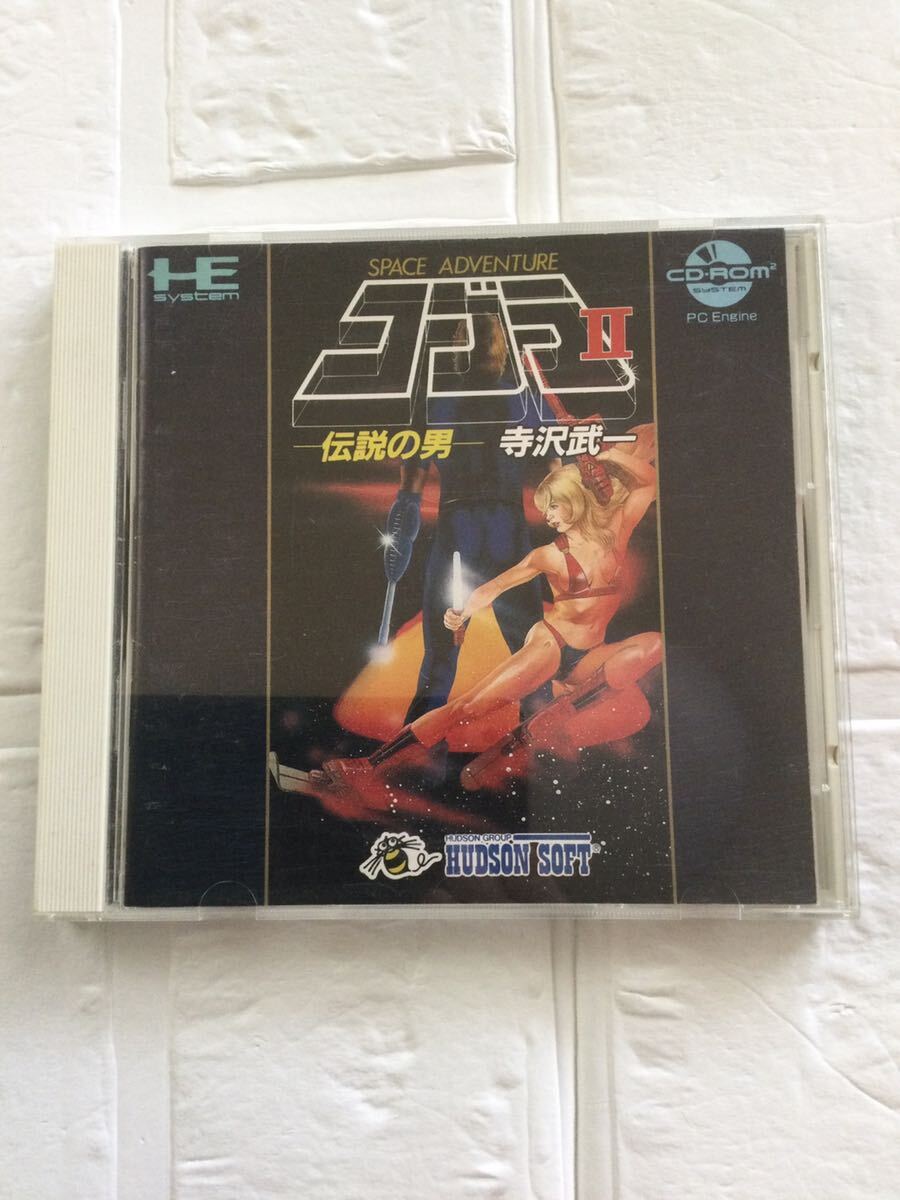 HE
system
SPACE ADVENTURE
コブラII
伝説の男 寺沢武一
CD-ROM²
SYSTEM
PC Engine
HUDSON GROUP
HUDSON SOFT®